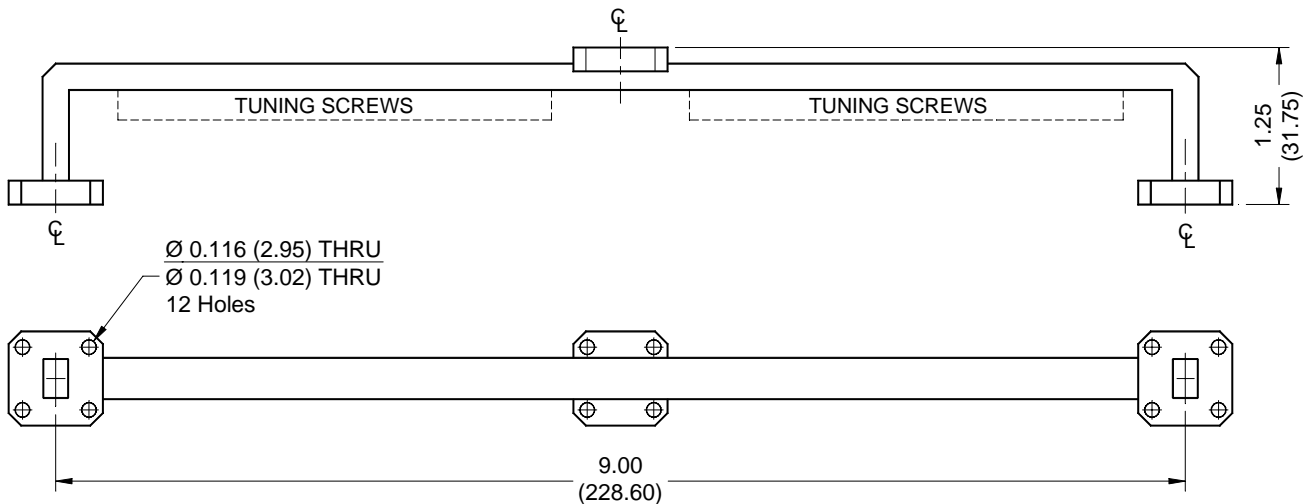 ℄
TUNING SCREWS
TUNING SCREWS
1.25
(31.75)
℄
℄
Ø 0.116 (2.95) THRU
Ø 0.119 (3.02) THRU
12 Holes
9.00
(228.60)